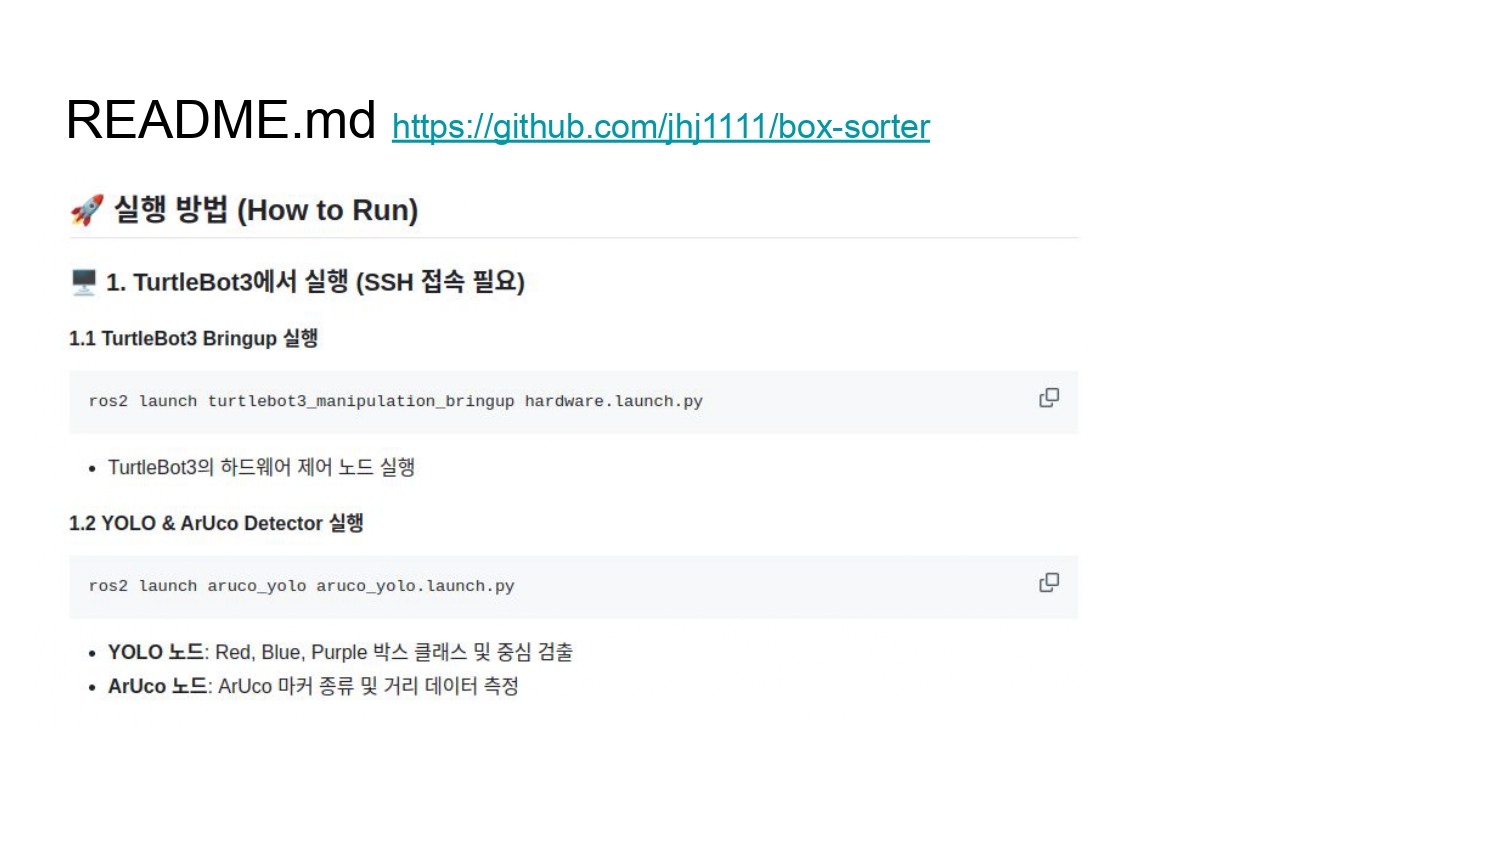 README.md https://github.com/jhj1111/box-sorter
🚀 실행 방법 (How to Run)
🖥️ 1. TurtleBot3에서 실행 (SSH 접속 필요)
1.1 TurtleBot3 Bringup 실행
ros2 launch turtlebot3_manipulation_bringup hardware.launch.py
• TurtleBot3의 하드웨어 제어 노드 실행
1.2 YOLO & ArUco Detector 실행
ros2 launch aruco_yolo aruco_yolo.launch.py
• YOLO 노드: Red, Blue, Purple 박스 클래스 및 중심 검출
• ArUco 노드: ArUco 마커 종류 및 거리 데이터 측정